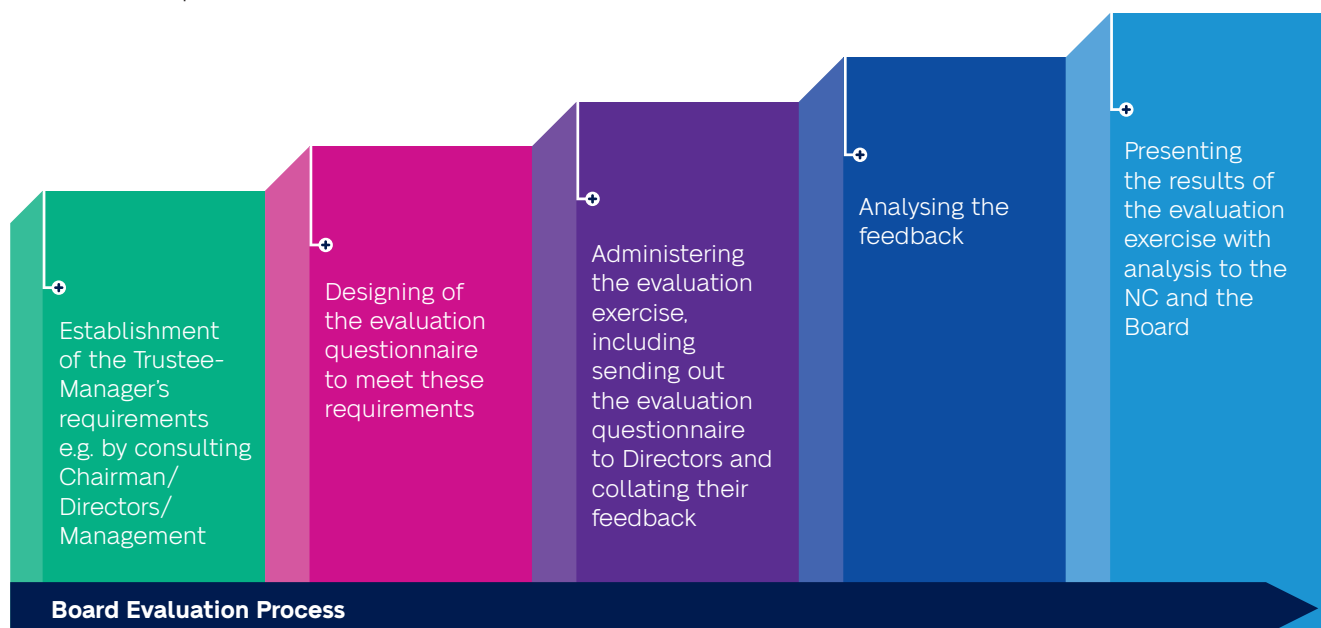 Establishment
of the Trustee-
Manager's
requirements
e.g. by consulting
Chairman/
Directors/
Management
Designing of
the evaluation
questionnaire
to meet these
requirements
Administering
the evaluation
exercise,
including
sending out
the evaluation
questionnaire
to Directors and
collating their
feedback
Analysing the
feedback
Presenting
the results of
the evaluation
exercise with
analysis to the
NC and the
Board
Board Evaluation Process